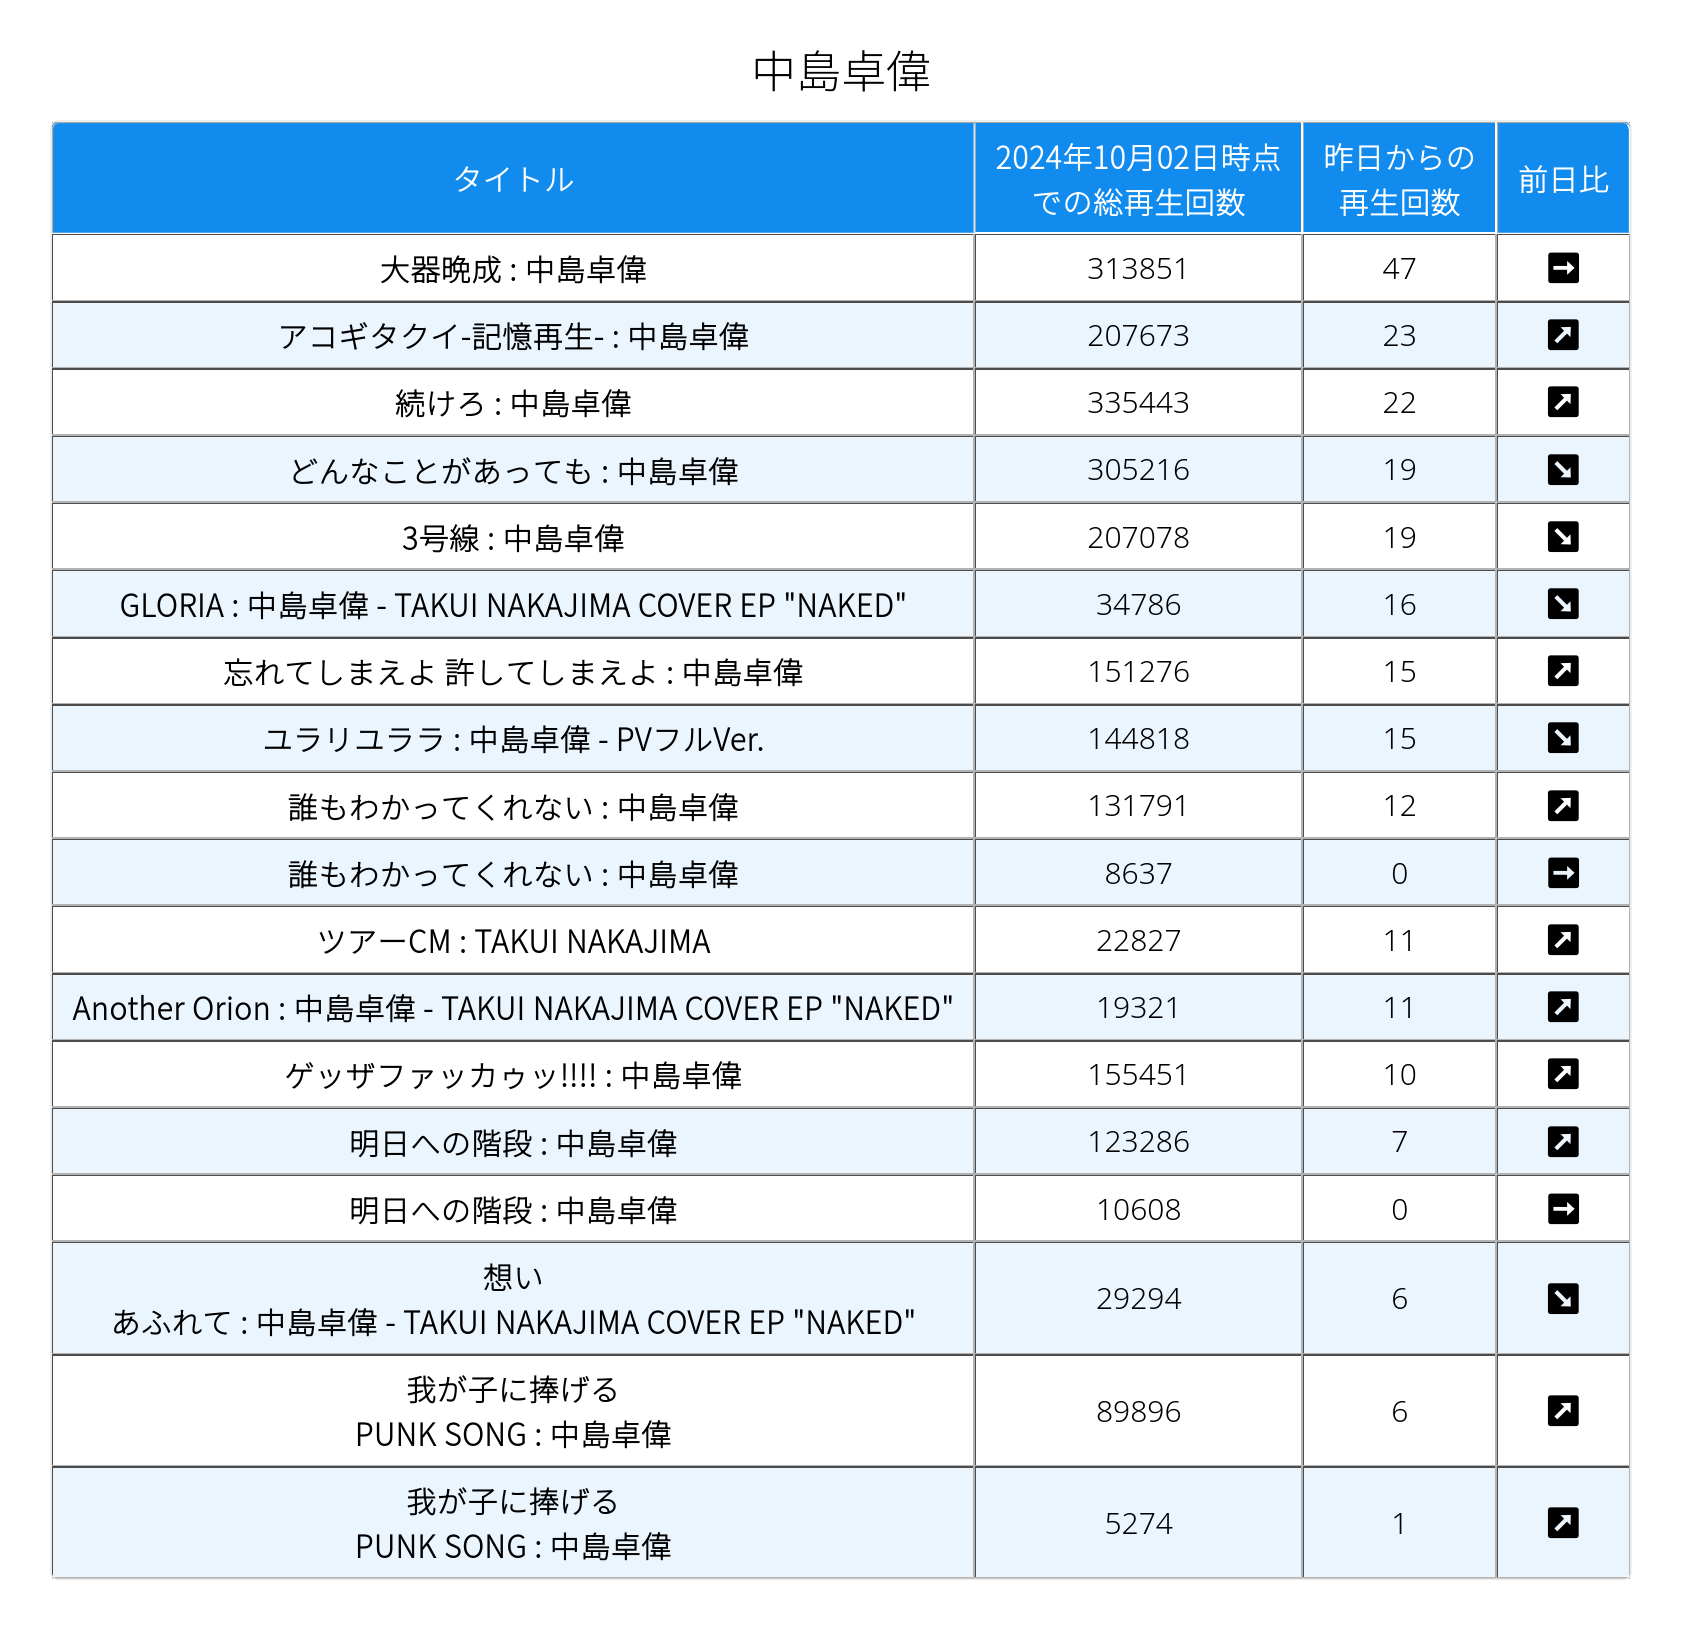 中島卓偉
タイトル
2024年10月02日時点
での総再生回数
昨日からの
再生回数
前日比
大器晩成 : 中島卓偉 313851 47
アコギタクイ-記憶再生- : 中島卓偉 207673 23
続けろ : 中島卓偉 335443 22
どんなことがあっても : 中島卓偉 305216 19
3号線 : 中島卓偉 207078 19
GLORIA : 中島卓偉 - TAKUI NAKAJIMA COVER EP "NAKED" 34786 16
忘れてしまえよ 許してしまえよ : 中島卓偉 151276 15
ユラリユララ : 中島卓偉 - PVフルVer. 144818 15
誰もわかってくれない : 中島卓偉 131791 12
誰もわかってくれない : 中島卓偉 8637 0
ツアーCM : TAKUI NAKAJIMA 22827 11
Another Orion : 中島卓偉 - TAKUI NAKAJIMA COVER EP "NAKED" 19321 11
ゲッザファッカゥッ!!!! : 中島卓偉 155451 10
明日への階段 : 中島卓偉 123286 7
明日への階段 : 中島卓偉 10608 0
想い
あふれて : 中島卓偉 - TAKUI NAKAJIMA COVER EP "NAKED" 29294 6
我が子に捧げる
PUNK SONG : 中島卓偉 89896 6
我が子に捧げる
PUNK SONG : 中島卓偉 5274 1